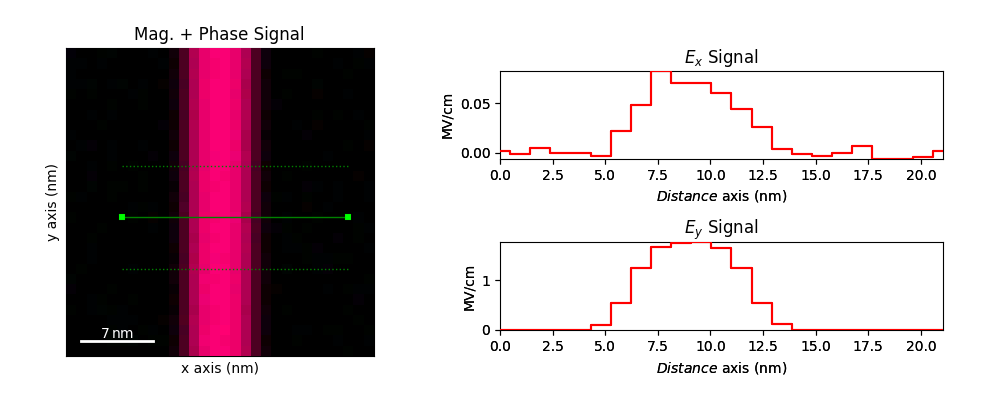 Mag. + Phase Signal
y axis (nm)
7 nm
x axis (nm)
Ex Signal
MV/cm
0.05
0.00
0.0 2.5 5.0 7.5 10.0 12.5 15.0 17.5 20.0
Distance axis (nm)
Ey Signal
MV/cm
1
0
0.0 2.5 5.0 7.5 10.0 12.5 15.0 17.5 20.0
Distance axis (nm)